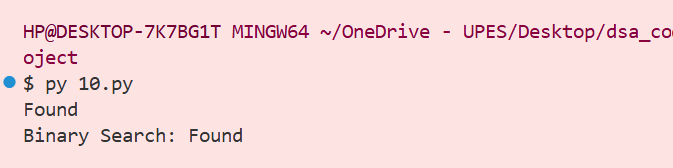 HP@DESKTOP-7K7BG1T MINGW64 ~/OneDrive - UPES/Desktop/dsa_co
oject
$ py 10.py
Found
Binary Search: Found